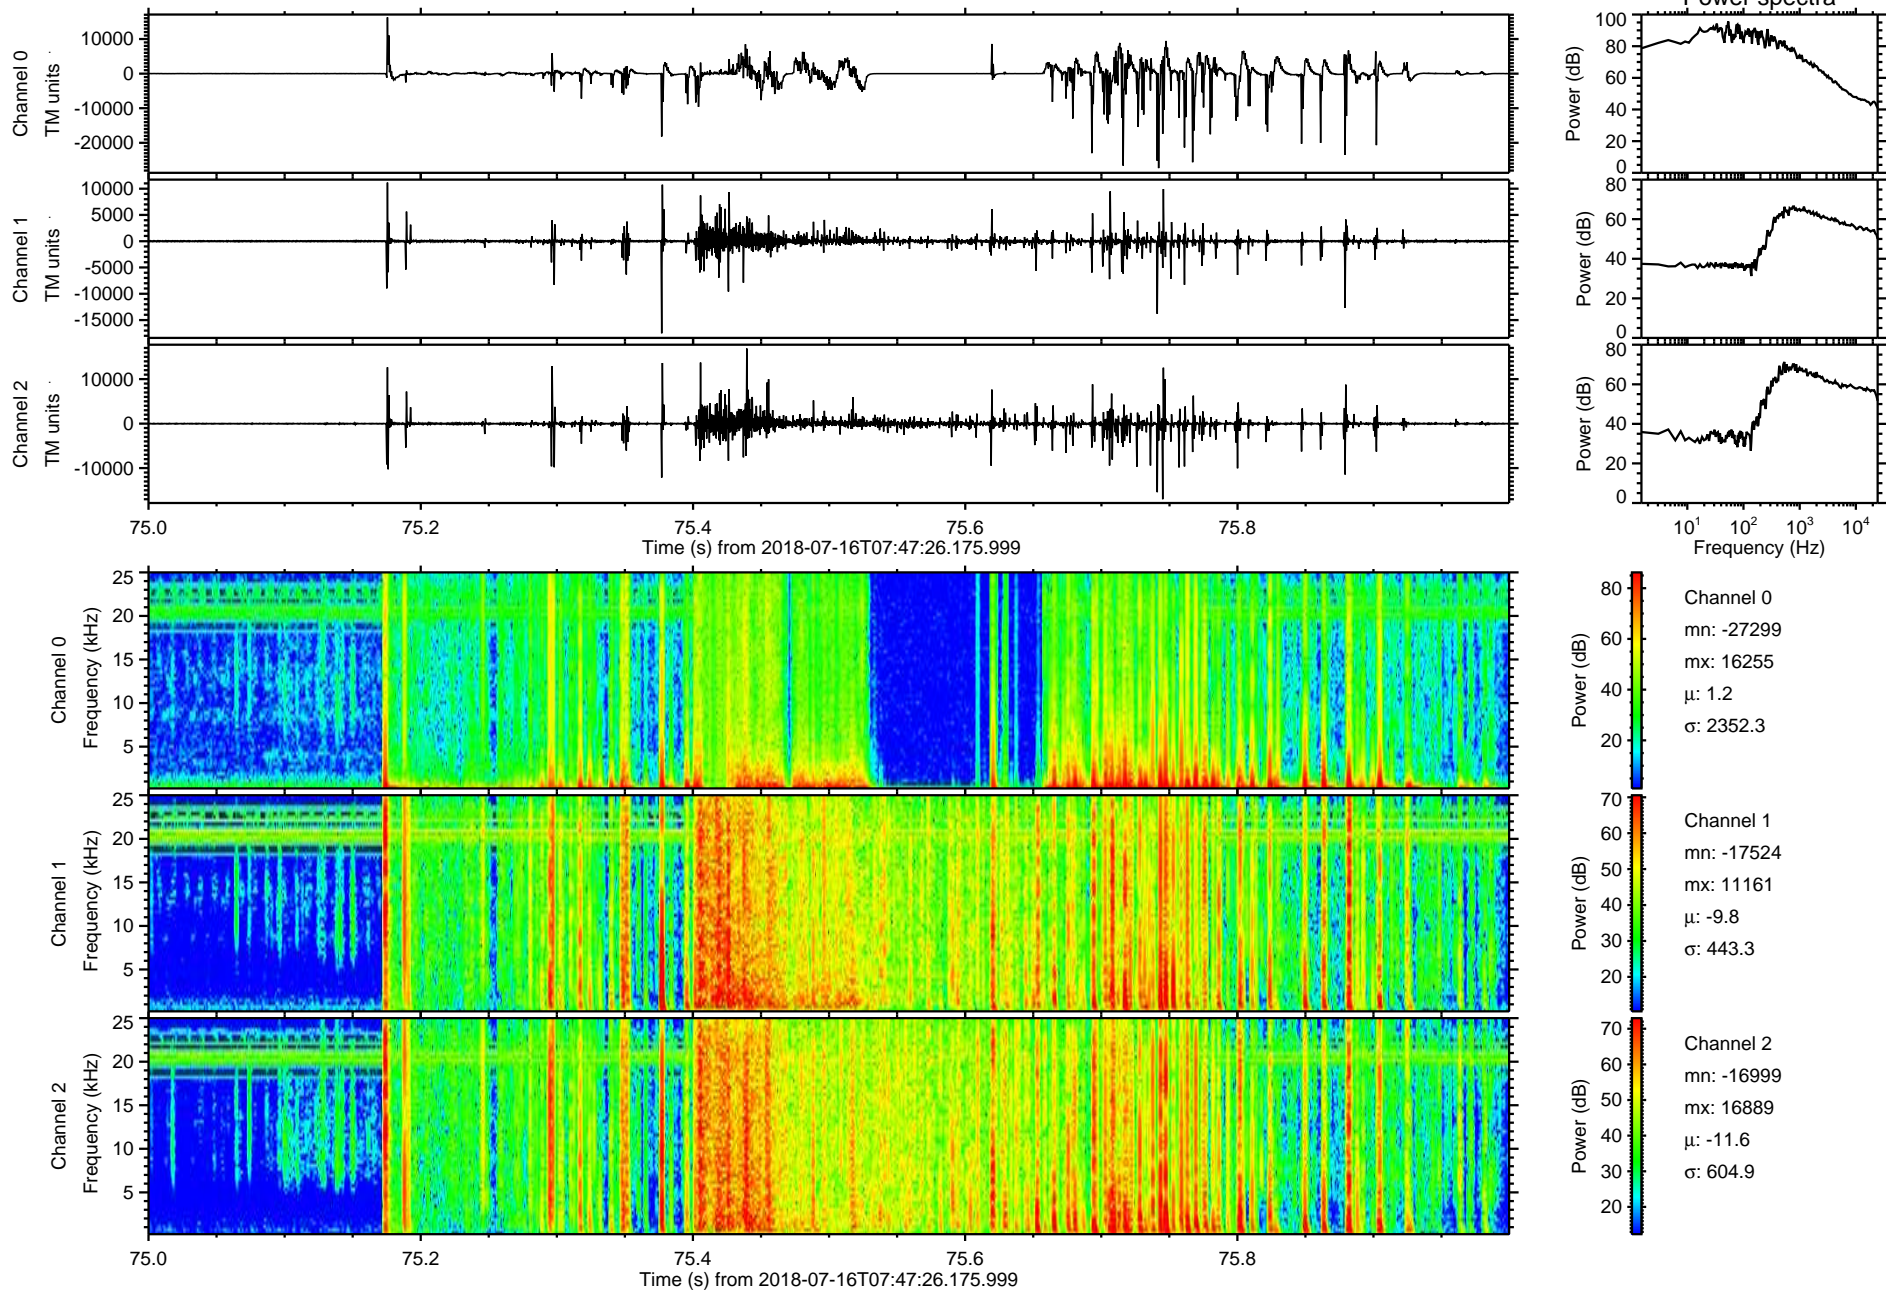 Power spectra
Channel 0
TM units
10000
0
-10000
-20000
Power (dB)
100
80
60
40
20
0
Channel 1
TM units
10000
5000
0
-5000
-10000
-15000
Power (dB)
80
60
40
20
0
Channel 2
TM units
10000
0
-10000
Power (dB)
80
60
40
20
0
75.0 75.2 75.4 75.6 75.8
Time (s) from 2018-07-16T07:47:26.175.999
10^1 10^2 10^3 10^4
Frequency (Hz)
Channel 0
Frequency (kHz)
25
20
15
10
5
Power (dB)
80
60
40
20
Channel 0
mn: -27299
mx: 16255
μ: 1.2
σ: 2352.3
Channel 1
Frequency (kHz)
25
20
15
10
5
Power (dB)
70
60
50
40
30
20
Channel 1
mn: -17524
mx: 11161
μ: -9.8
σ: 443.3
Channel 2
Frequency (kHz)
25
20
15
10
5
Power (dB)
70
60
50
40
30
20
Channel 2
mn: -16999
mx: 16889
μ: -11.6
σ: 604.9
75.0 75.2 75.4 75.6 75.8
Time (s) from 2018-07-16T07:47:26.175.999